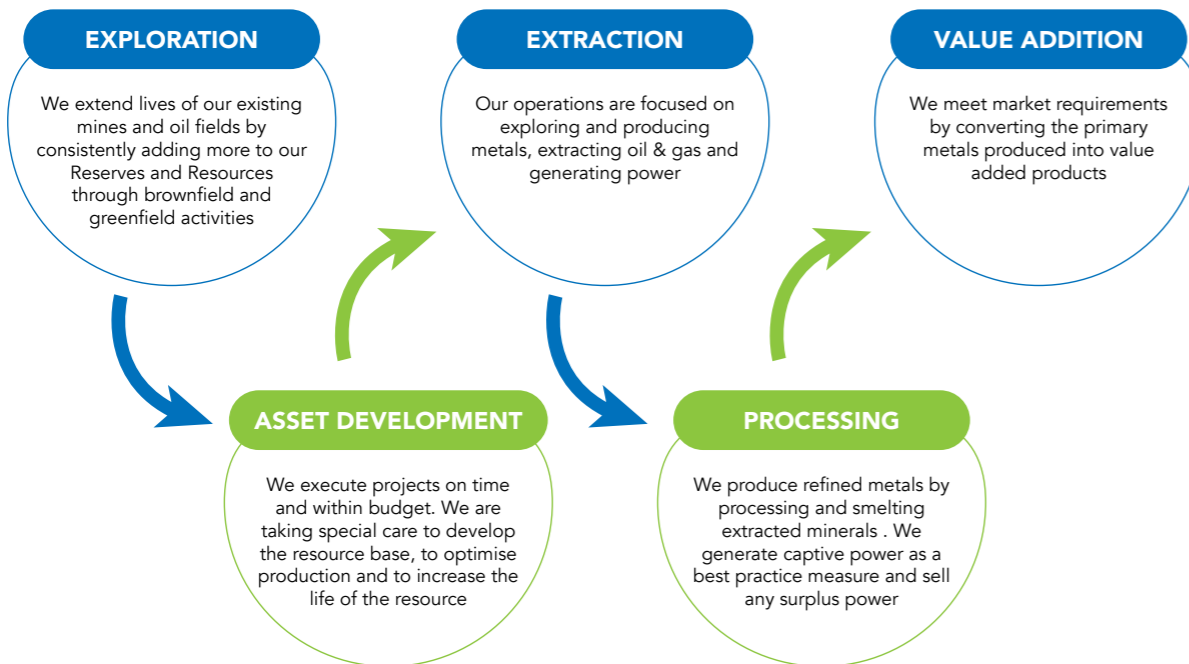 EXPLORATION
We extend lives of our existing
mines and oil fields by
consistently adding more to our
Reserves and Resources
through brownfield and
greenfield activities
ASSET DEVELOPMENT
We execute projects on time
and within budget. We are
taking special care to develop
the resource base, to optimise
production and to increase the
life of the resource
EXTRACTION
Our operations are focused on
exploring and producing
metals, extracting oil & gas and
generating power
PROCESSING
We produce refined metals by
processing and smelting
extracted minerals . We
generate captive power as a
best practice measure and sell
any surplus power
VALUE ADDITION
We meet market requirements
by converting the primary
metals produced into value
added products